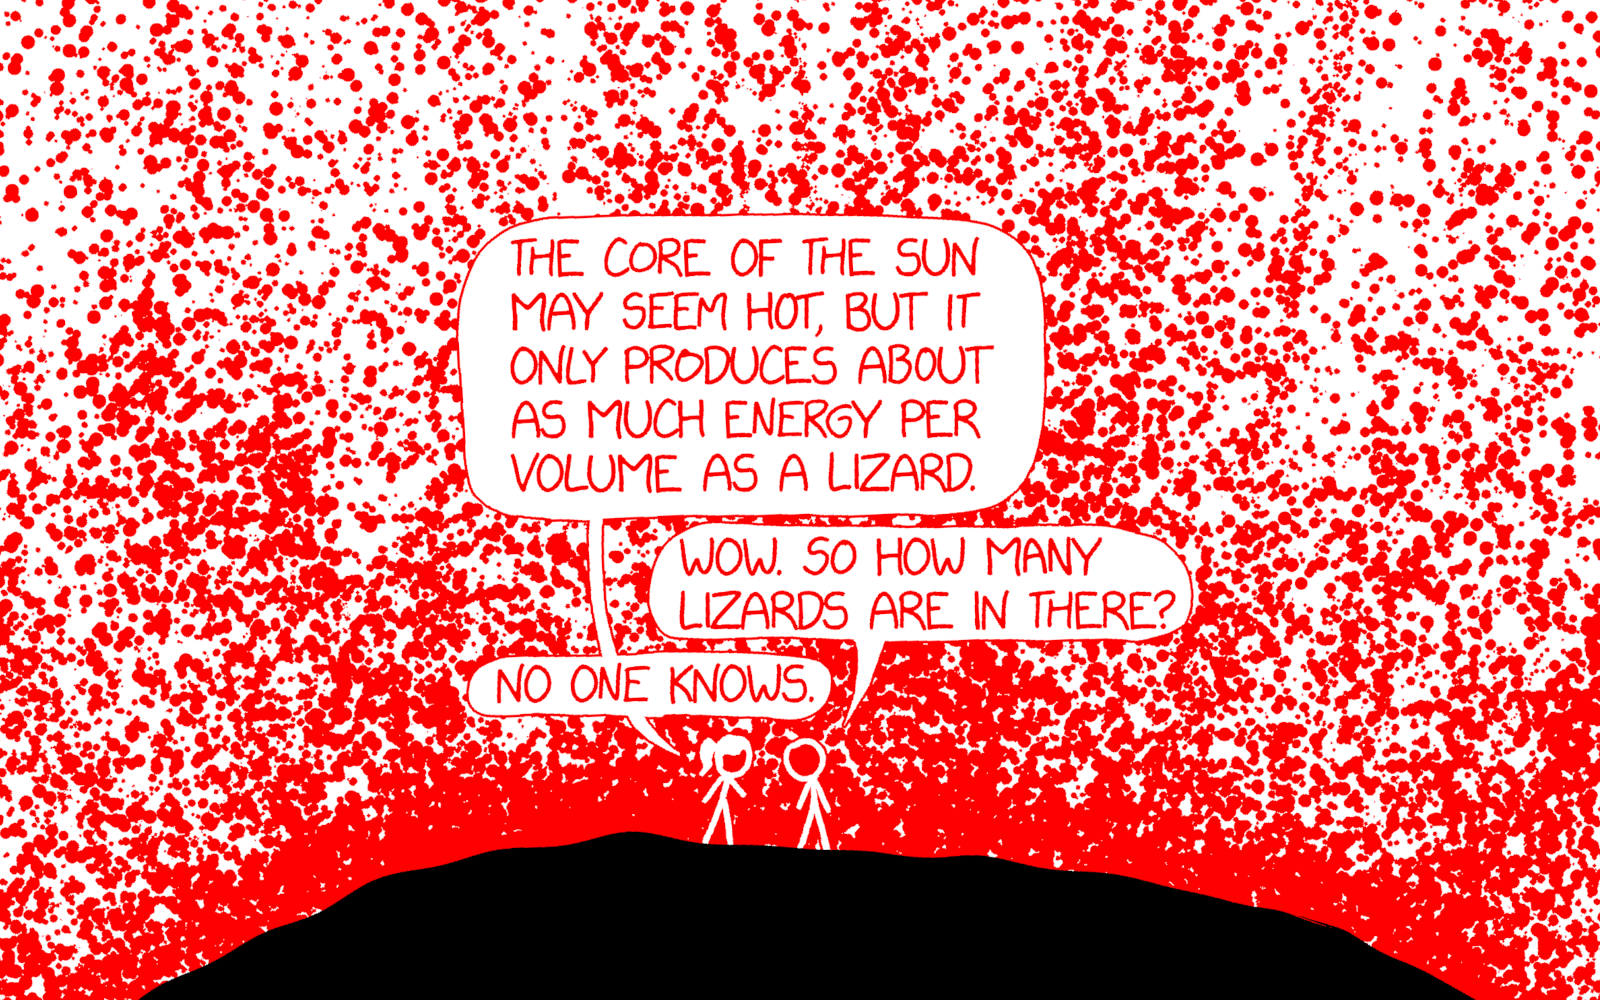 THE CORE OF THE SUN
MAY SEEM HOT, BUT IT
ONLY PRODUCES ABOUT
AS MUCH ENERGY PER
VOLUME AS A LIZARD.
WOW. SO HOW MANY
LIZARDS ARE IN THERE?
NO ONE KNOWS.